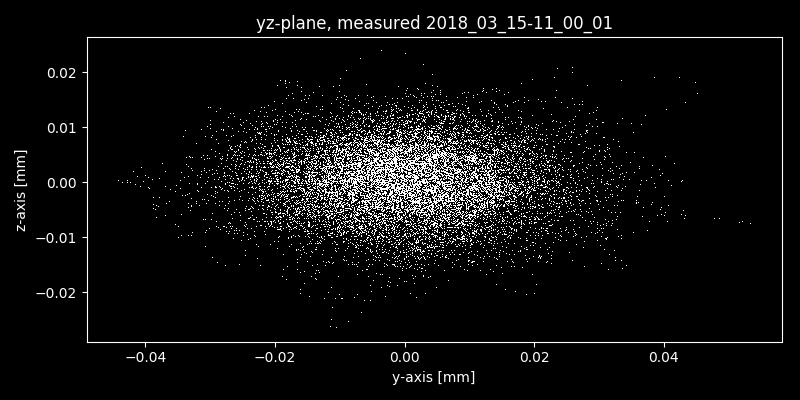 yz-plane, measured 2018_03_15-11_00_01
z-axis [mm]
0.02
0.01
0.00
−0.01
−0.02
−0.04 −0.02 0.00 0.02 0.04
y-axis [mm]